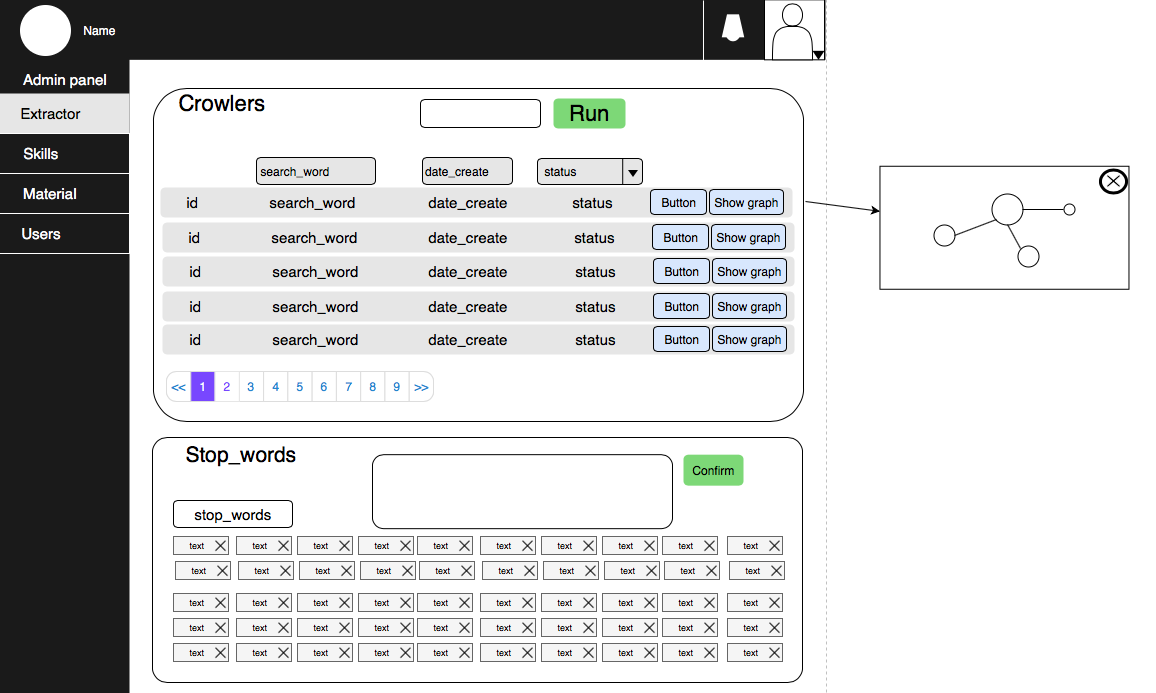 Name
Admin panel
Extractor
Skills
Material
Users
Crowlers
Run
search_word date_create status
id search_word date_create status Button Show graph
id search_word date_create status Button Show graph
id search_word date_create status Button Show graph
id search_word date_create status Button Show graph
id search_word date_create status Button Show graph
<< 1 2 3 4 5 6 7 8 9 >>
Stop_words
Confirm
stop_words
text text text text text text text text text text
text text text text text text text text text text
text text text text text text text text text text
text text text text text text text text text text
text text text text text text text text text text